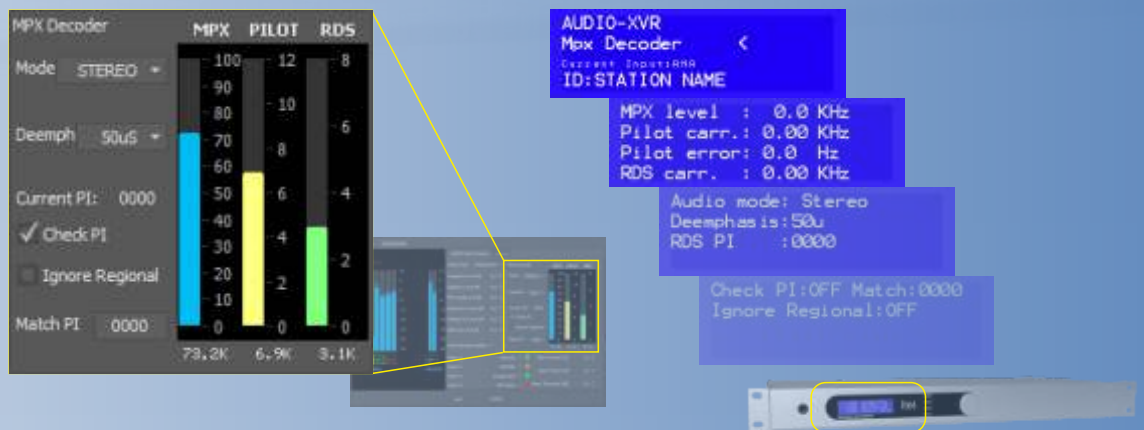 MPX Decoder
MPX PILOT RDS
Mode STEREO
Deemph 50uS
Current PI: 0000
✓ Check PI
Ignore Regional
Match PI 0000
100 12 8
90
80 10
70 6
60 8
50 6 4
40
30 4
20 2 2
10
0 0 0
73.2K 6.9K 3.1K
AUDIO-XVR
Mpx Decoder <
ID:STATION NAME
MPX level : 0.0 KHz
Pilot carr.: 0.00 KHz
Pilot error: 0.0 Hz
RDS carr. : 0.00 KHz
Audio mode: Stereo
Deemphasis:50u
RDS PI :0000
Check PI:OFF Match:0000
Ignore Regional:OFF